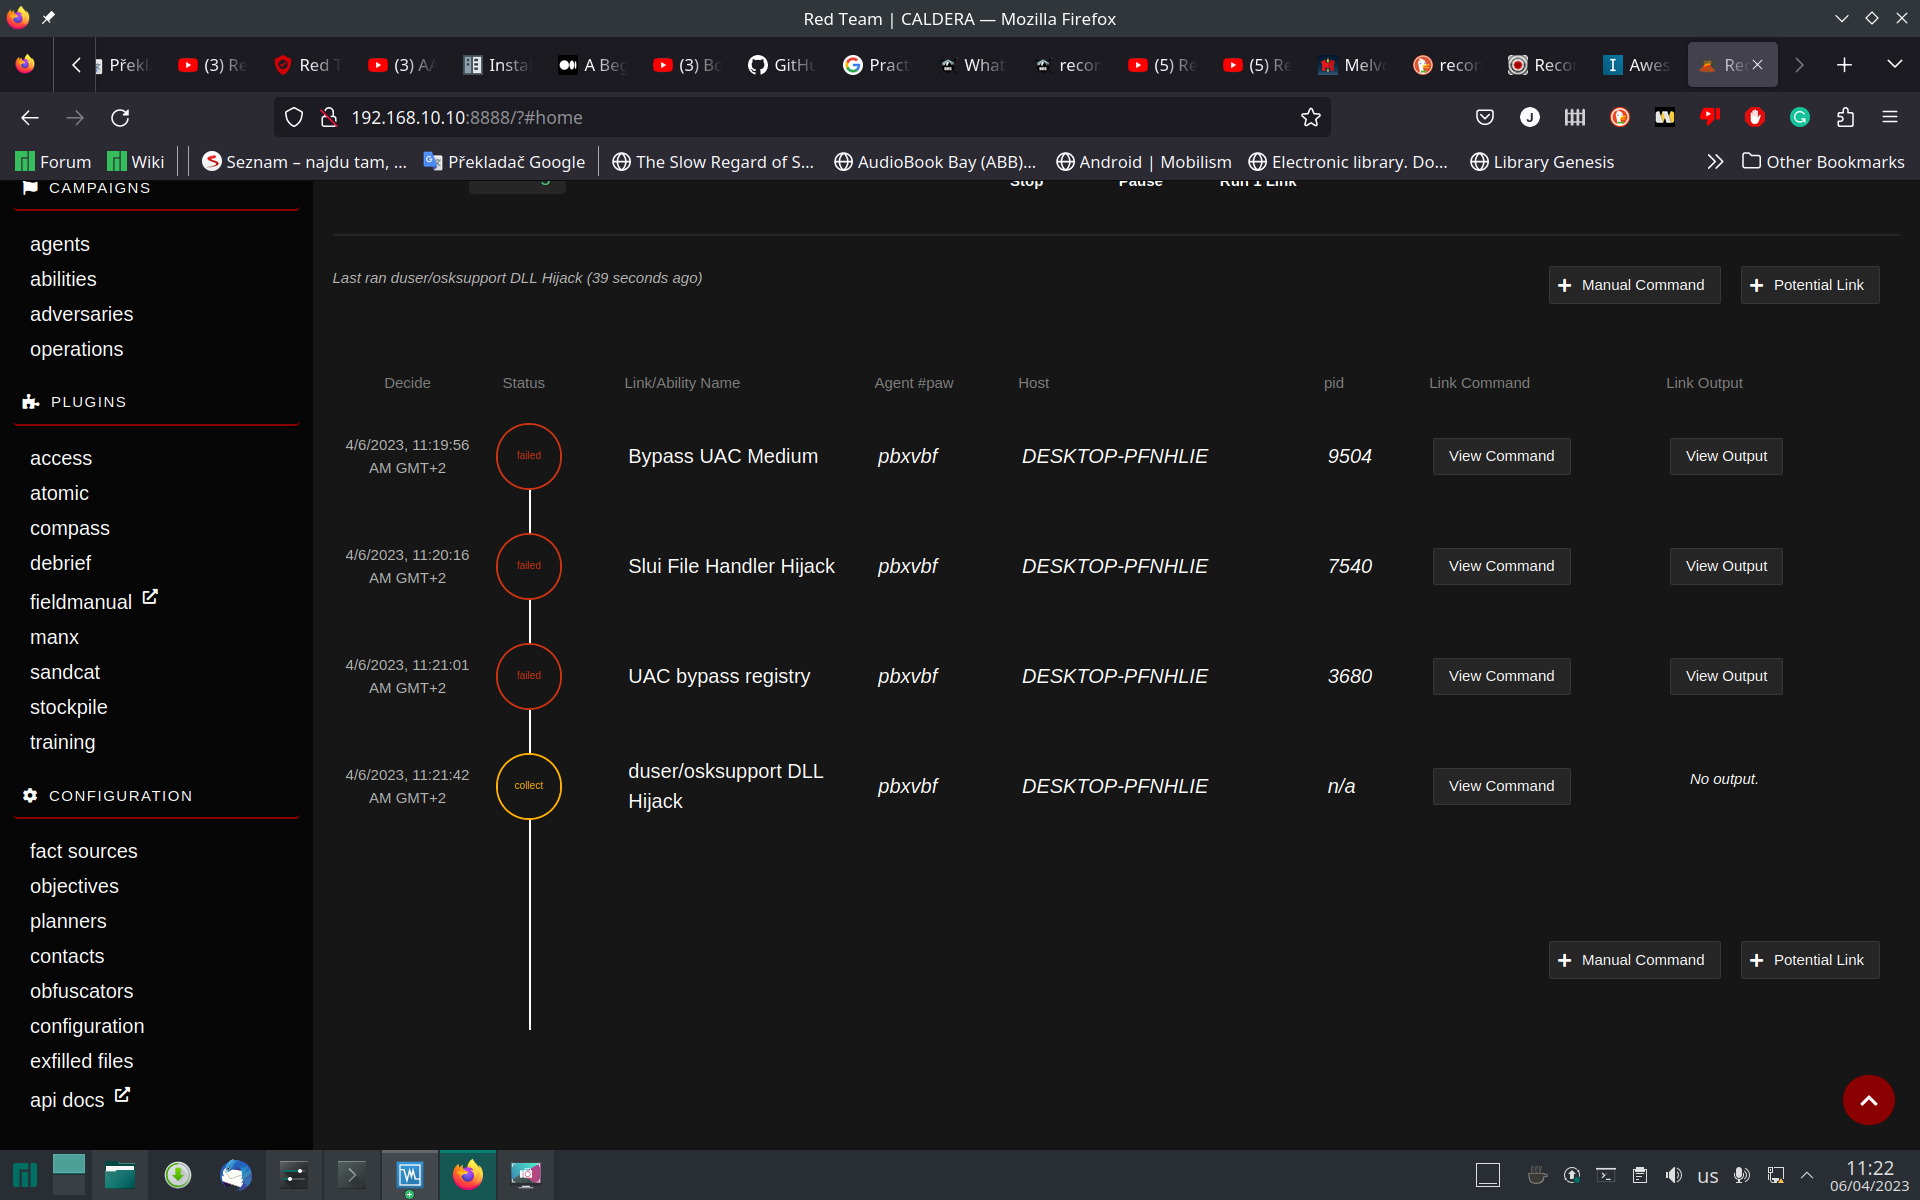 Red Team | CALDERA — Mozilla Firefox
Překl
(3) Re
Red T
(3) AA
Insta
A Beg
(3) Bo
GitHu
Pract
What
recon
(5) Re
(5) Re
Melvo
recon
Recon
Awes
Re
192.168.10.10:8888/?#home
Forum
Wiki
Seznam – najdu tam, ...
Překladač Google
The Slow Regard of S...
AudioBook Bay (ABB)...
Android | Mobilism
Electronic library. Do...
Library Genesis
Other Bookmarks
CAMPAIGNS
agents
abilities
adversaries
operations
PLUGINS
access
atomic
compass
debrief
fieldmanual
manx
sandcat
stockpile
training
CONFIGURATION
fact sources
objectives
planners
contacts
obfuscators
configuration
exfilled files
api docs
Stop Pause Run 1 Link
Last ran duser/osksupport DLL Hijack (39 seconds ago)
Manual Command Potential Link
Decide Status Link/Ability Name Agent #paw Host pid Link Command Link Output
4/6/2023, 11:19:56 AM GMT+2 failed Bypass UAC Medium pbxvbf DESKTOP-PFNHLIE 9504 View Command View Output
4/6/2023, 11:20:16 AM GMT+2 failed Slui File Handler Hijack pbxvbf DESKTOP-PFNHLIE 7540 View Command View Output
4/6/2023, 11:21:01 AM GMT+2 failed UAC bypass registry pbxvbf DESKTOP-PFNHLIE 3680 View Command View Output
4/6/2023, 11:21:42 AM GMT+2 collect duser/osksupport DLL Hijack pbxvbf DESKTOP-PFNHLIE n/a View Command No output.
Manual Command Potential Link
us
11:22
06/04/2023